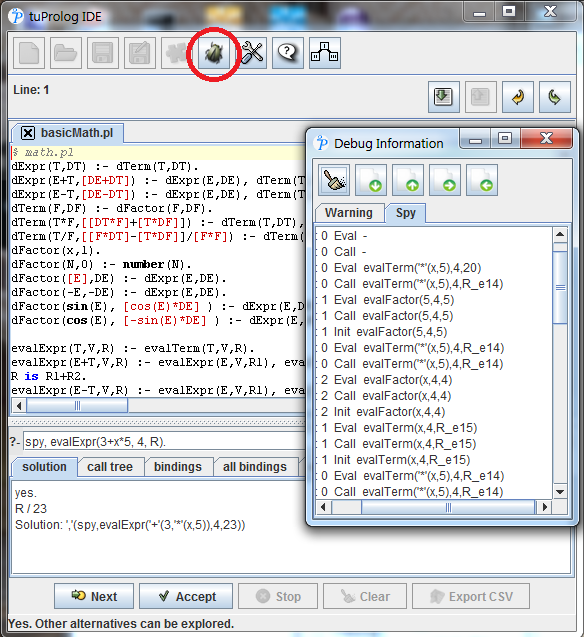 tuProlog IDE
Line: 1
basicMath.pl
% math.pl
dExpr(T,DT) :- dTerm(T,DT).
dExpr(E+T,[DE+DT]) :- dExpr(E,DE), dTerm(T
dExpr(E-T,[DE-DT]) :- dExpr(E,DE), dTerm(T
dTerm(F,DF) :- dFactor(F,DF).
dTerm(T*F,[[DT*F]+[T*DF]]) :- dTerm(T,DT),
dTerm(T/F,[[F*DT]-[T*DF]]/[F*F]) :- dTerm(
dFactor(x,1).
dFactor(N,0) :- number(N).
dFactor([E],DE) :- dExpr(E,DE).
dFactor(-E,-DE) :- dExpr(E,DE).
dFactor(sin(E), [cos(E)*DE] ) :- dExpr(E,D
dFactor(cos(E), [-sin(E)*DE] ) :- dExpr(E,
evalExpr(T,V,R) :- evalTerm(T,V,R).
evalExpr(E+T,V,R) :- evalExpr(E,V,R1), eva
R is R1+R2.
evalExpr(E-T,V,R) :- evalExpr(E,V,R1), eva
?- spy, evalExpr(3+x*5, 4, R).
solution call tree bindings all bindings
yes.
R / 23
Solution: ','(spy,evalExpr('+'(3,'*'(x,5)),4,23))
Next Accept Stop Clear Export CSV
Yes. Other alternatives can be explored.
Debug Information
Warning Spy
: 0 Eval -
: 0 Call -
: 0 Eval evalTerm('*'(x,5),4,20)
: 0 Call evalTerm('*'(x,5),4,R_e14)
: 1 Eval evalFactor(5,4,5)
: 1 Call evalFactor(5,4,5)
: 1 Init evalFactor(5,4,5)
: 0 Eval evalTerm('*'(x,5),4,R_e14)
: 0 Call evalTerm('*'(x,5),4,R_e14)
: 2 Eval evalFactor(x,4,4)
: 2 Call evalFactor(x,4,4)
: 2 Init evalFactor(x,4,4)
: 1 Eval evalTerm(x,4,R_e15)
: 1 Call evalTerm(x,4,R_e15)
: 1 Init evalTerm(x,4,R_e15)
: 0 Eval evalTerm('*'(x,5),4,R_e14)
: 0 Call evalTerm('*'(x,5),4,R_e14)